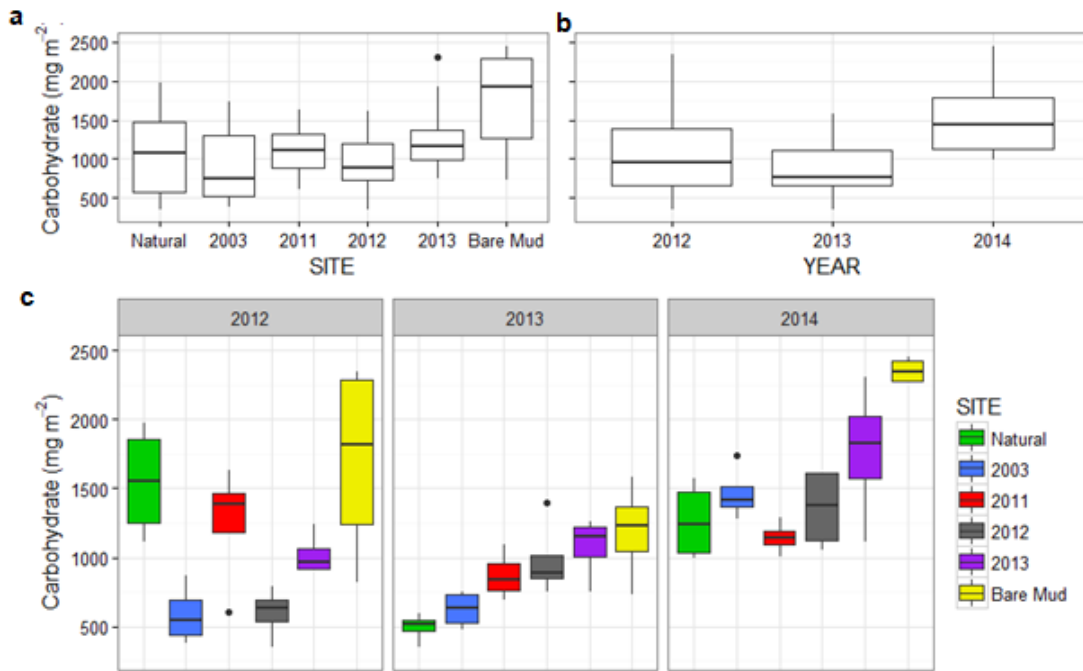 a
b
Carbohydrate (mg m⁻²
2500
2000
1500
1000
500
Natural 2003 2011 2012 2013 Bare Mud
SITE
2012 2013 2014
YEAR
c
2012 2013 2014
Carbohydrate (mg m⁻²)
2500
2000
1500
1000
500
SITE
Natural
2003
2011
2012
2013
Bare Mud